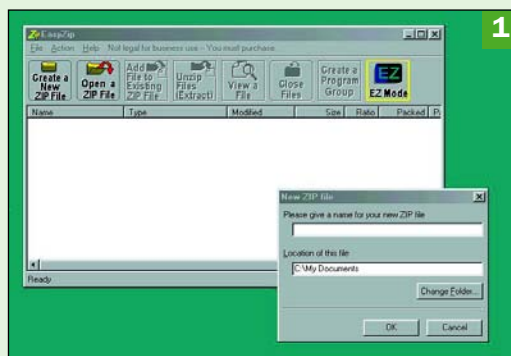 1
EasyZip
File Action Help Not legal for business use - You must purchase
Create a
New
ZIP File
Open a
ZIP File
Add
File to
Existing
ZIP File
Unzip
Files
(Extract)
View a
File
Close
Files
Create a
Program
Group
EZ
EZ Mode
Name Type Modified Size Ratio Packed
Ready
New ZIP file
Please give a name for your new ZIP file
Location of this file
C:\My Documents
Change Folder...
OK Cancel